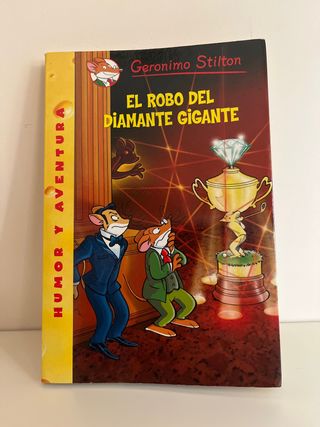 Geronimo Stilton
EL ROBO DEL
DiAMANTE GiGANTE
HUMOR Y AVENTURA